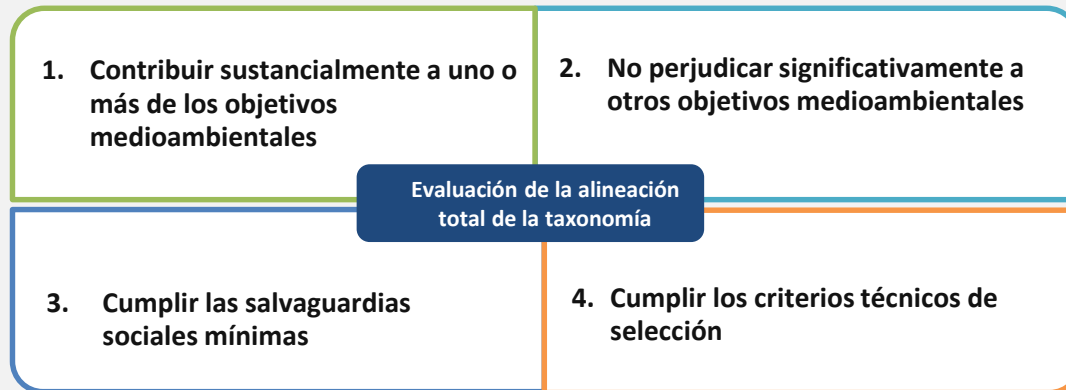 1. Contribuir sustancialmente a uno o
más de los objetivos
medioambientales
2. No perjudicar significativamente a
otros objetivos medioambientales
Evaluación de la alineación
total de la taxonomía
3. Cumplir las salvaguardias
sociales mínimas
4. Cumplir los criterios técnicos de
selección